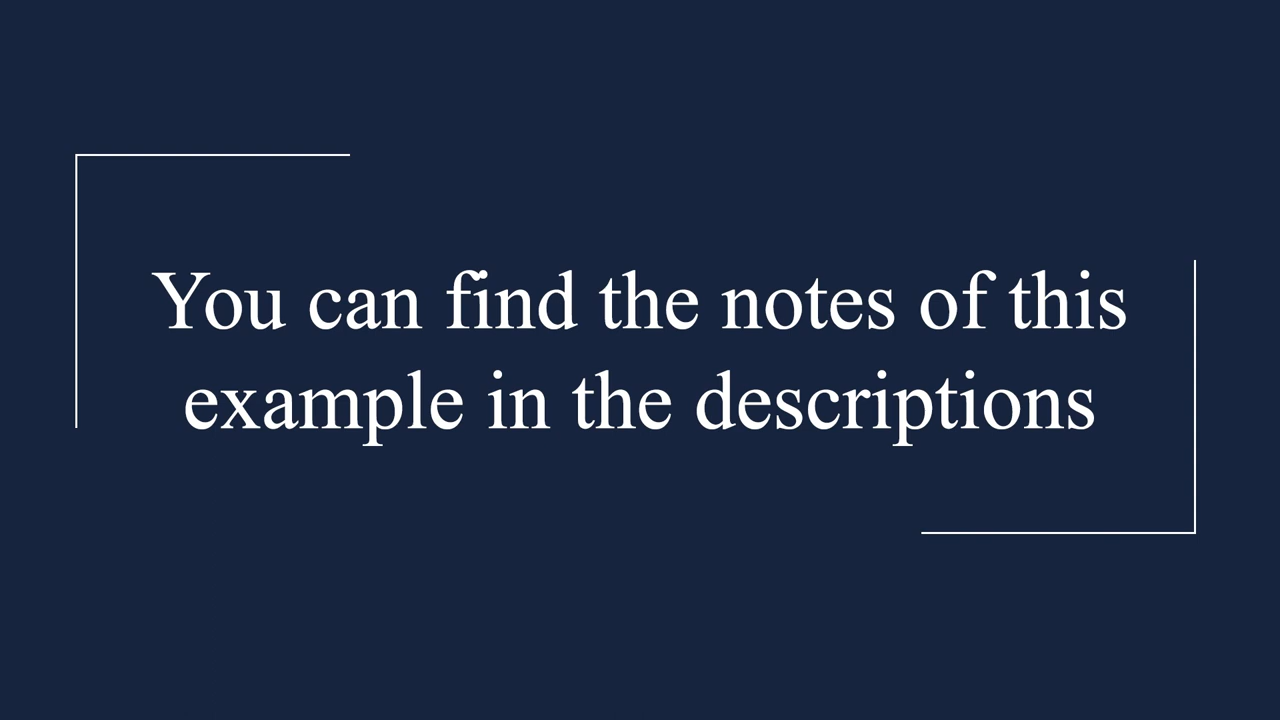 You can find the notes of this
example in the descriptions